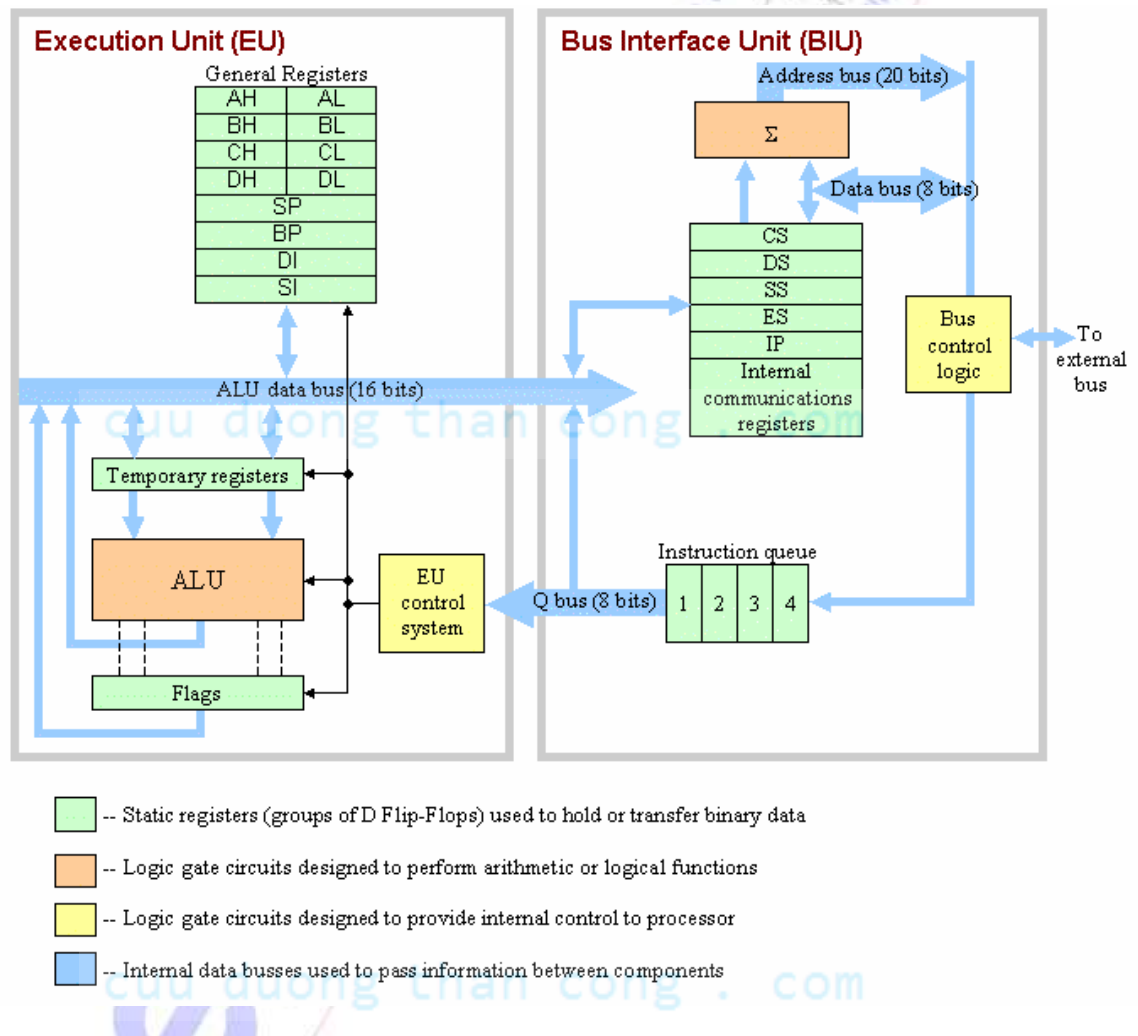 Execution Unit (EU)
General Registers
AH AL
BH BL
CH CL
DH DL
SP
BP
DI
SI
ALU data bus (16 bits)
Temporary registers
ALU
EU
control
system
Flags
Bus Interface Unit (BIU)
Address bus (20 bits)
Σ
Data bus (8 bits)
CS
DS
SS
ES
IP
Internal
communications
registers
Bus
control
logic
To
external
bus
Instruction queue
Q bus (8 bits)
1 2 3 4
cuu duong than cong . com
-- Static registers (groups of D Flip-Flops) used to hold or transfer binary data
-- Logic gate circuits designed to perform arithmetic or logical functions
-- Logic gate circuits designed to provide internal control to processor
-- Internal data busses used to pass information between components
cuu duong than cong . com